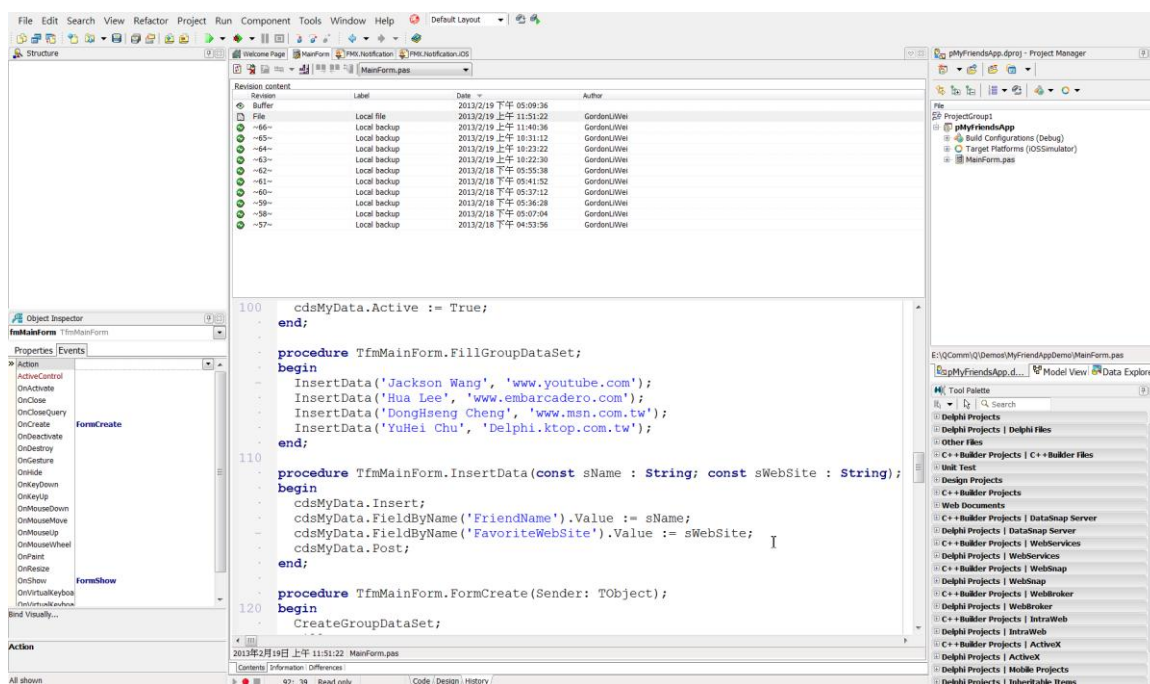 File Edit Search View Refactor Project Run Component Tools Window Help Default Layout
Structure
Welcome Page MainForm FMX.Notification FMX.Notification.iOS
MainForm.pas
Revision content
Revision Label Date Author
Buffer 2013/2/19 下午 05:09:36
File Local file 2013/2/19 上午 11:51:22 GordonLiWei
~66~ Local backup 2013/2/19 上午 11:40:36 GordonLiWei
~65~ Local backup 2013/2/19 上午 10:31:12 GordonLiWei
~64~ Local backup 2013/2/19 上午 10:23:22 GordonLiWei
~63~ Local backup 2013/2/19 上午 10:22:30 GordonLiWei
~62~ Local backup 2013/2/18 下午 05:55:38 GordonLiWei
~61~ Local backup 2013/2/18 下午 05:41:52 GordonLiWei
~60~ Local backup 2013/2/18 下午 05:37:12 GordonLiWei
~59~ Local backup 2013/2/18 下午 05:36:28 GordonLiWei
~58~ Local backup 2013/2/18 下午 05:07:04 GordonLiWei
~57~ Local backup 2013/2/18 下午 04:53:56 GordonLiWei
100 cdsMyData.Active := True;
end;
procedure TfmMainForm.FillGroupDataSet;
begin
InsertData('Jackson Wang', 'www.youtube.com');
InsertData('Hua Lee', 'www.embarcadero.com');
InsertData('DongHseng Cheng', 'www.msn.com.tw');
InsertData('YuHei Chu', 'Delphi.ktop.com.tw');
end;
110
procedure TfmMainForm.InsertData(const sName : String; const sWebSite : String);
begin
cdsMyData.Insert;
cdsMyData.FieldByName('FriendName').Value := sName;
cdsMyData.FieldByName('FavoriteWebSite').Value := sWebSite;
cdsMyData.Post;
end;
procedure TfmMainForm.FormCreate(Sender: TObject);
120 begin
CreateGroupDataSet;
2013年2月19日 上午 11:51:22 MainForm.pas
Contents Information Differences
92: 39 Read only Code Design History
Object Inspector
fmMainForm TfmMainForm
Properties Events
Action
ActiveControl
OnActivate
OnClose
OnCloseQuery
OnCreate FormCreate
OnDeactivate
OnDestroy
OnGesture
OnHide
OnKeyDown
OnKeyUp
OnMouseDown
OnMouseMove
OnMouseUp
OnMouseWheel
OnPaint
OnResize
OnShow FormShow
OnVirtualKeyboa
OnVirtualKeyboa
Bind Visually...
Action
All shown
pMyFriendsApp.dproj - Project Manager
File
ProjectGroup1
pMyFriendsApp
Build Configurations (Debug)
Target Platforms (iOSSimulator)
MainForm.pas
E:\QComm\Q\Demos\MyFriendAppDemo\MainForm.pas
pMyFriendsApp.d... Model View Data Explore
Tool Palette
Search
Delphi Projects
Delphi Projects | Delphi Files
Other Files
C++Builder Projects | C++Builder Files
Unit Test
Design Projects
C++Builder Projects
Web Documents
C++Builder Projects | DataSnap Server
Delphi Projects | DataSnap Server
C++Builder Projects | WebServices
Delphi Projects | WebServices
C++Builder Projects | WebSnap
Delphi Projects | WebSnap
C++Builder Projects | WebBroker
Delphi Projects | WebBroker
C++Builder Projects | IntraWeb
Delphi Projects | IntraWeb
C++Builder Projects | ActiveX
Delphi Projects | ActiveX
Delphi Projects | Mobile Projects
Delphi Projects | Inheritable Items